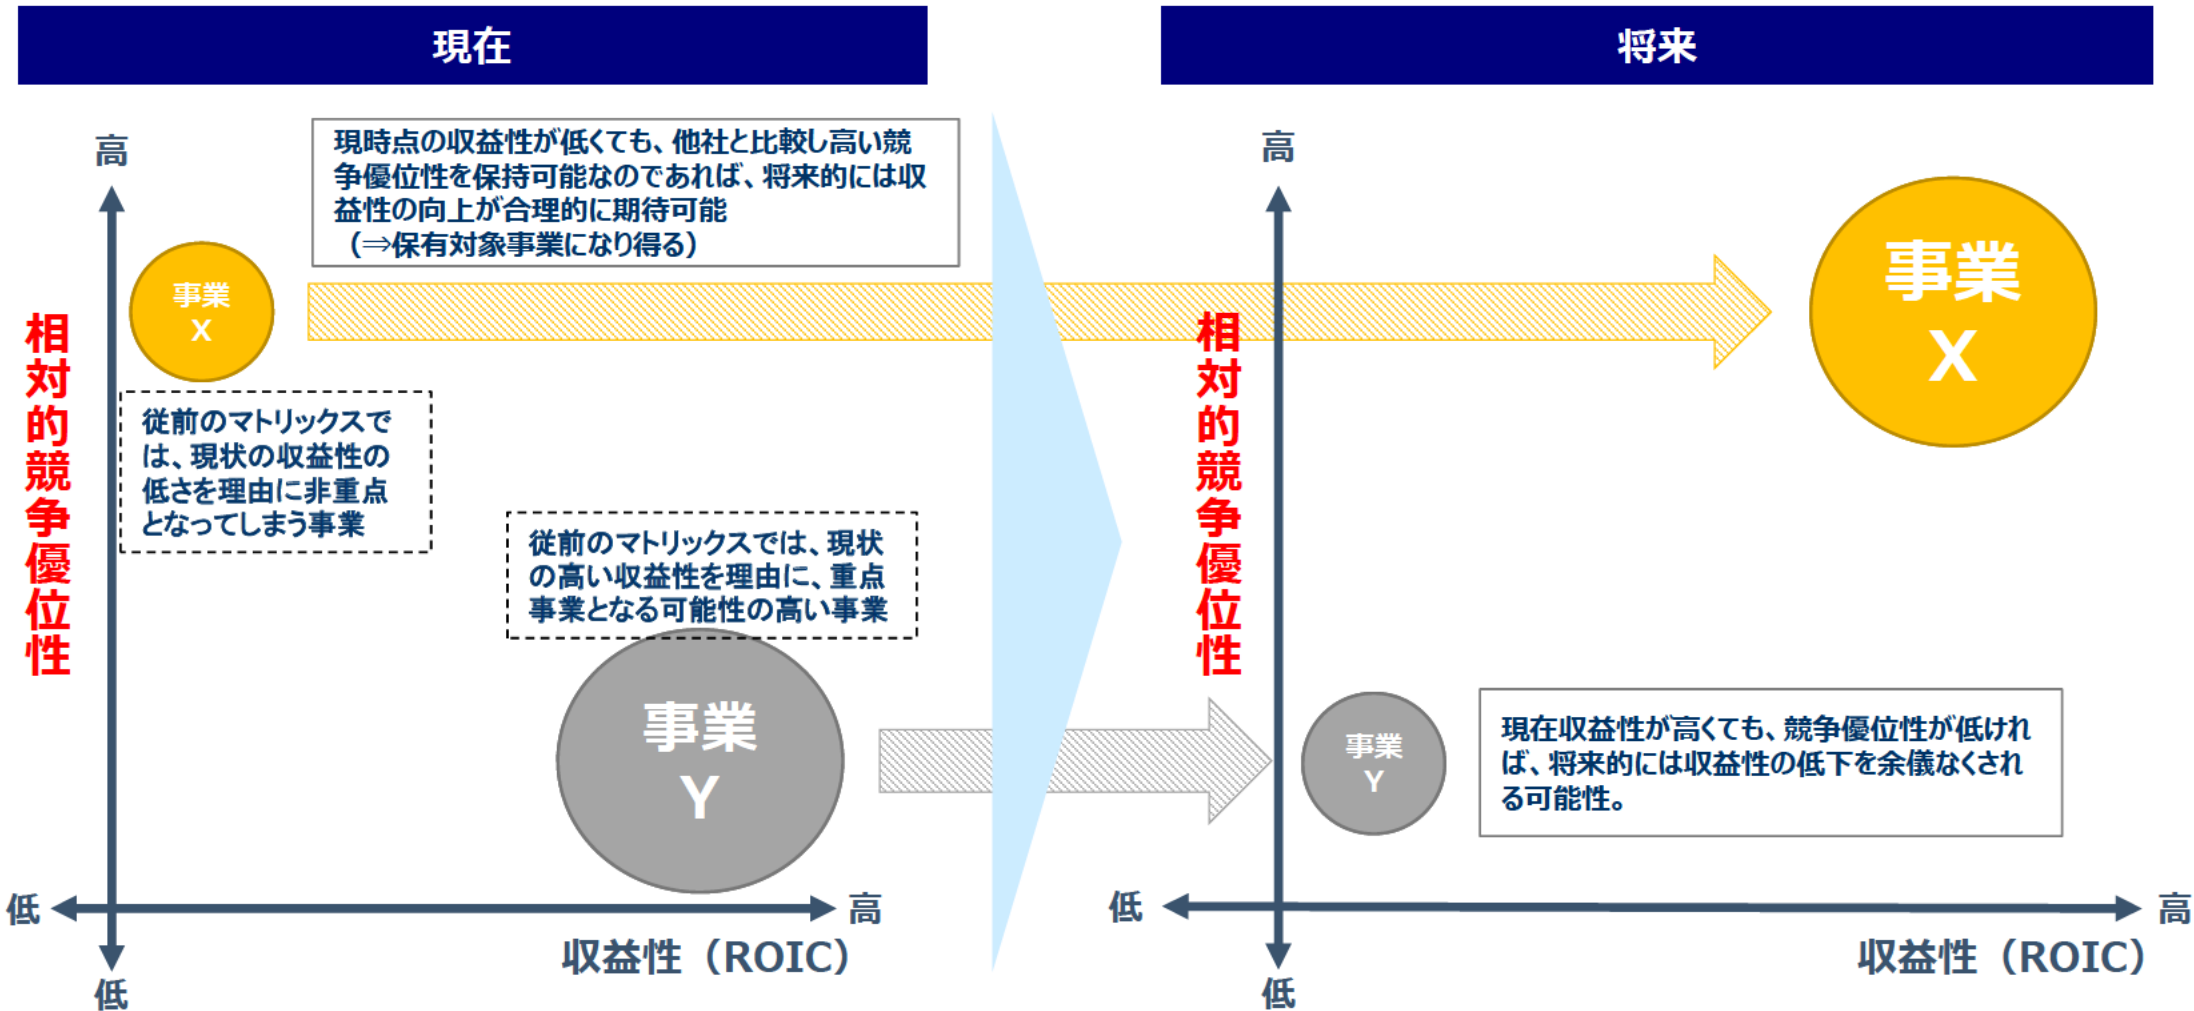 現在
将来
高
現時点の収益性が低くても、他社と比較し高い競
争優位性を保持可能なのであれば、将来的には収
益性の向上が合理的に期待可能
（⇒保有対象事業になり得る）
事業
X
相対的競争優位性
従前のマトリックスで
は、現状の収益性の
低さを理由に非重点
となってしまう事業
従前のマトリックスでは、現状
の高い収益性を理由に、重点
事業となる可能性の高い事業
事業
Y
低
高
収益性（ROIC）
低
高
事業
X
相対的競争優位性
事業
Y
現在収益性が高くても、競争優位性が低けれ
ば、将来的には収益性の低下を余儀なくされ
る可能性。
低
高
収益性（ROIC）
低